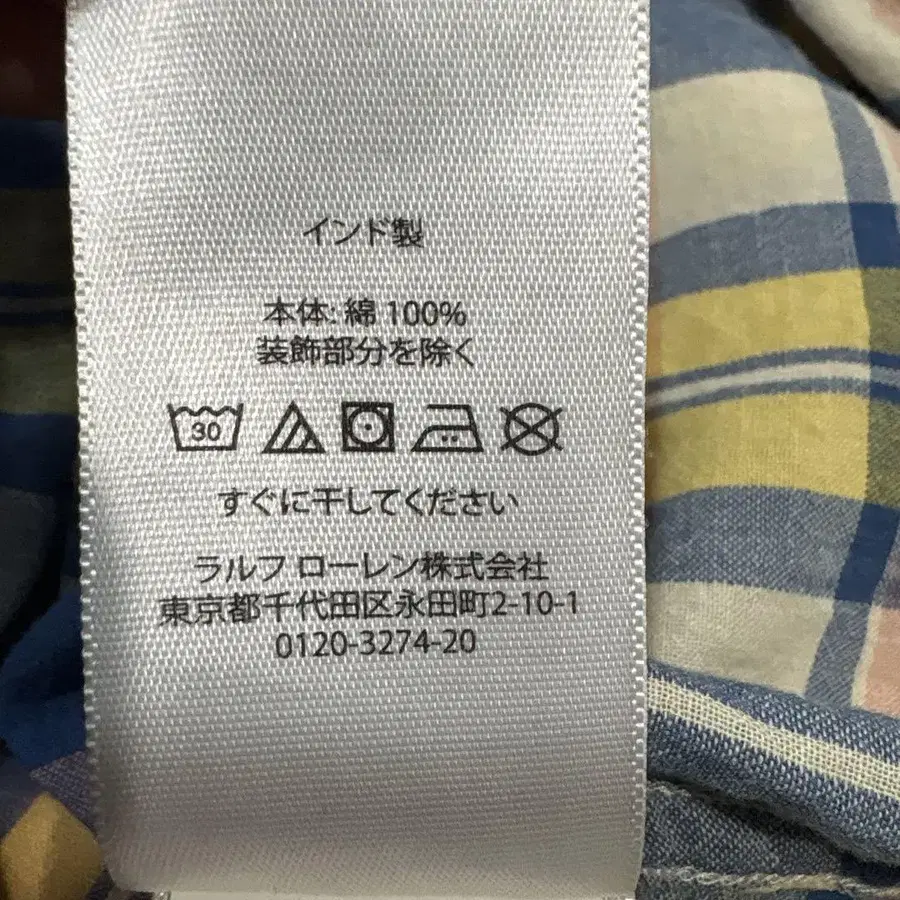 インド製
本体: 綿 100%
装飾部分を除く
30
すぐに干してください
ラルフ ローレン株式会社
東京都千代田区永田町2-10-1
0120-3274-20